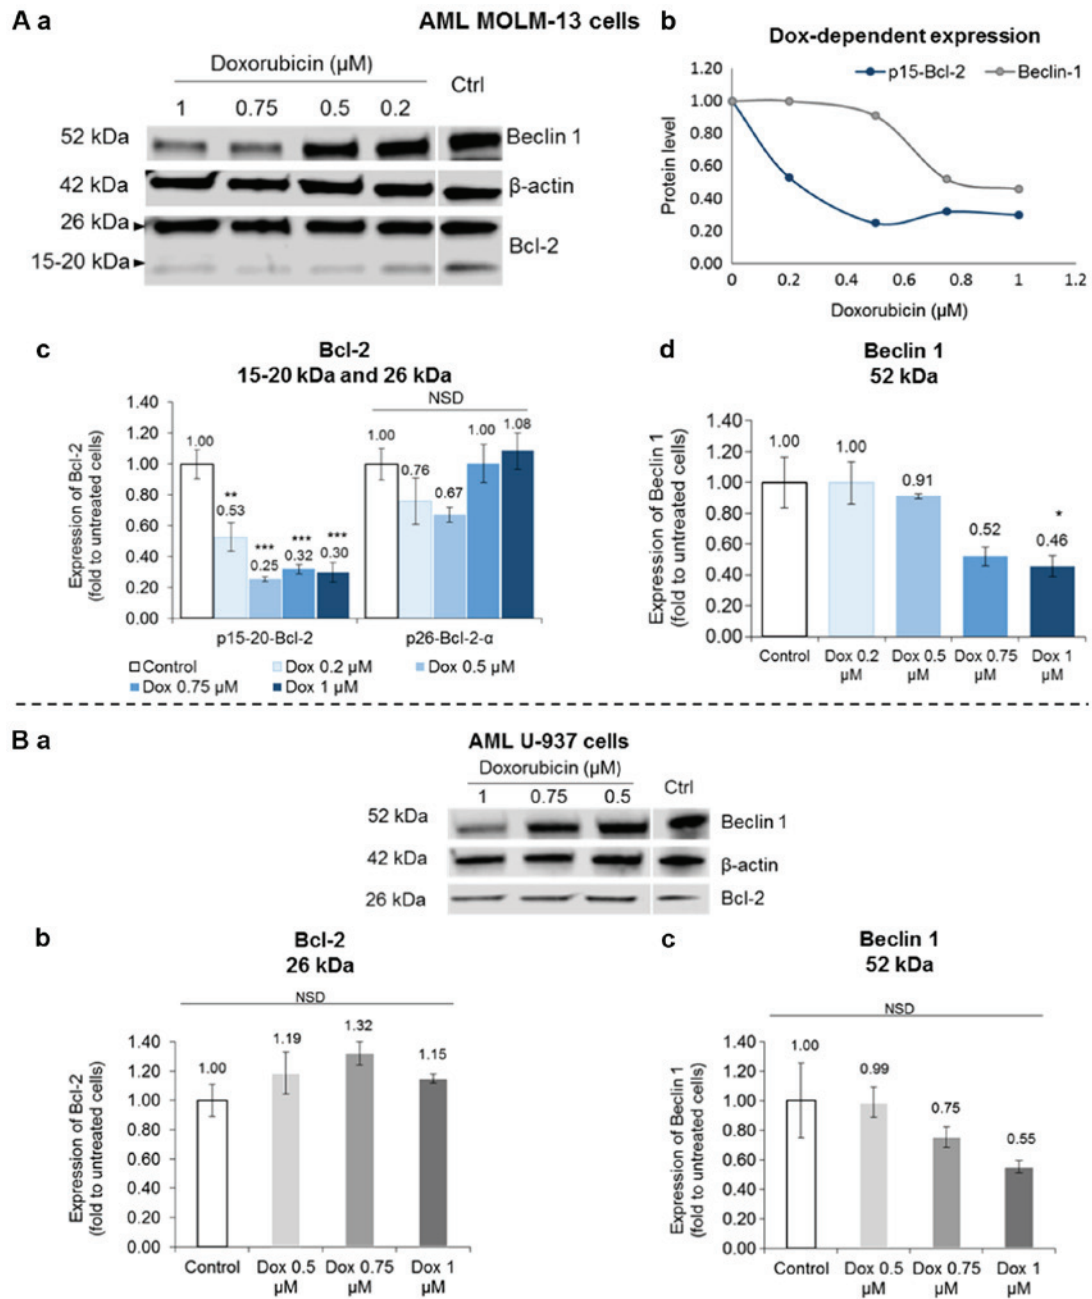 A a
AML MOLM-13 cells
Doxorubicin (µM)
Ctrl
1 0.75 0.5 0.2
52 kDa
Beclin 1
42 kDa
β-actin
26 kDa
Bcl-2
15-20 kDa
b
Dox-dependent expression
1.20
p15-Bcl-2 Beclin-1
1.00
0.80
0.60
0.40
0.20
0.00
Protein level
0 0.2 0.4 0.6 0.8 1 1.2
Doxorubicin (µM)
c
Bcl-2
15-20 kDa and 26 kDa
NSD
Expression of Bcl-2
(fold to untreated cells)
1.40
1.20
1.00
0.80
0.60
0.40
0.20
0.00
1.00
**
0.53
***
0.25
***
0.32
***
0.30
1.00
0.76
0.67
1.00
1.08
p15-20-Bcl-2 p26-Bcl-2-α
Control Dox 0.2 µM Dox 0.5 µM
Dox 0.75 µM Dox 1 µM
d
Beclin 1
52 kDa
Expression of Beclin 1
(fold to untreated cells)
1.40
1.20
1.00
0.80
0.60
0.40
0.20
0.00
1.00
1.00
0.91
0.52
*
0.46
Control Dox 0.2 Dox 0.5 Dox 0.75 Dox 1
µM µM µM µM
B a
AML U-937 cells
Doxorubicin (µM)
Ctrl
1 0.75 0.5
52 kDa
Beclin 1
42 kDa
β-actin
26 kDa
Bcl-2
b
Bcl-2
26 kDa
NSD
Expression of Bcl-2
(fold to untreated cells)
1.40
1.20
1.00
0.80
0.60
0.40
0.20
0.00
1.00
1.19
1.32
1.15
Control Dox 0.5 Dox 0.75 Dox 1
µM µM µM
c
Beclin 1
52 kDa
NSD
Expression of Beclin 1
(fold to untreated cells)
1.40
1.20
1.00
0.80
0.60
0.40
0.20
0.00
1.00
0.99
0.75
0.55
Control Dox 0.5 Dox 0.75 Dox 1
µM µM µM